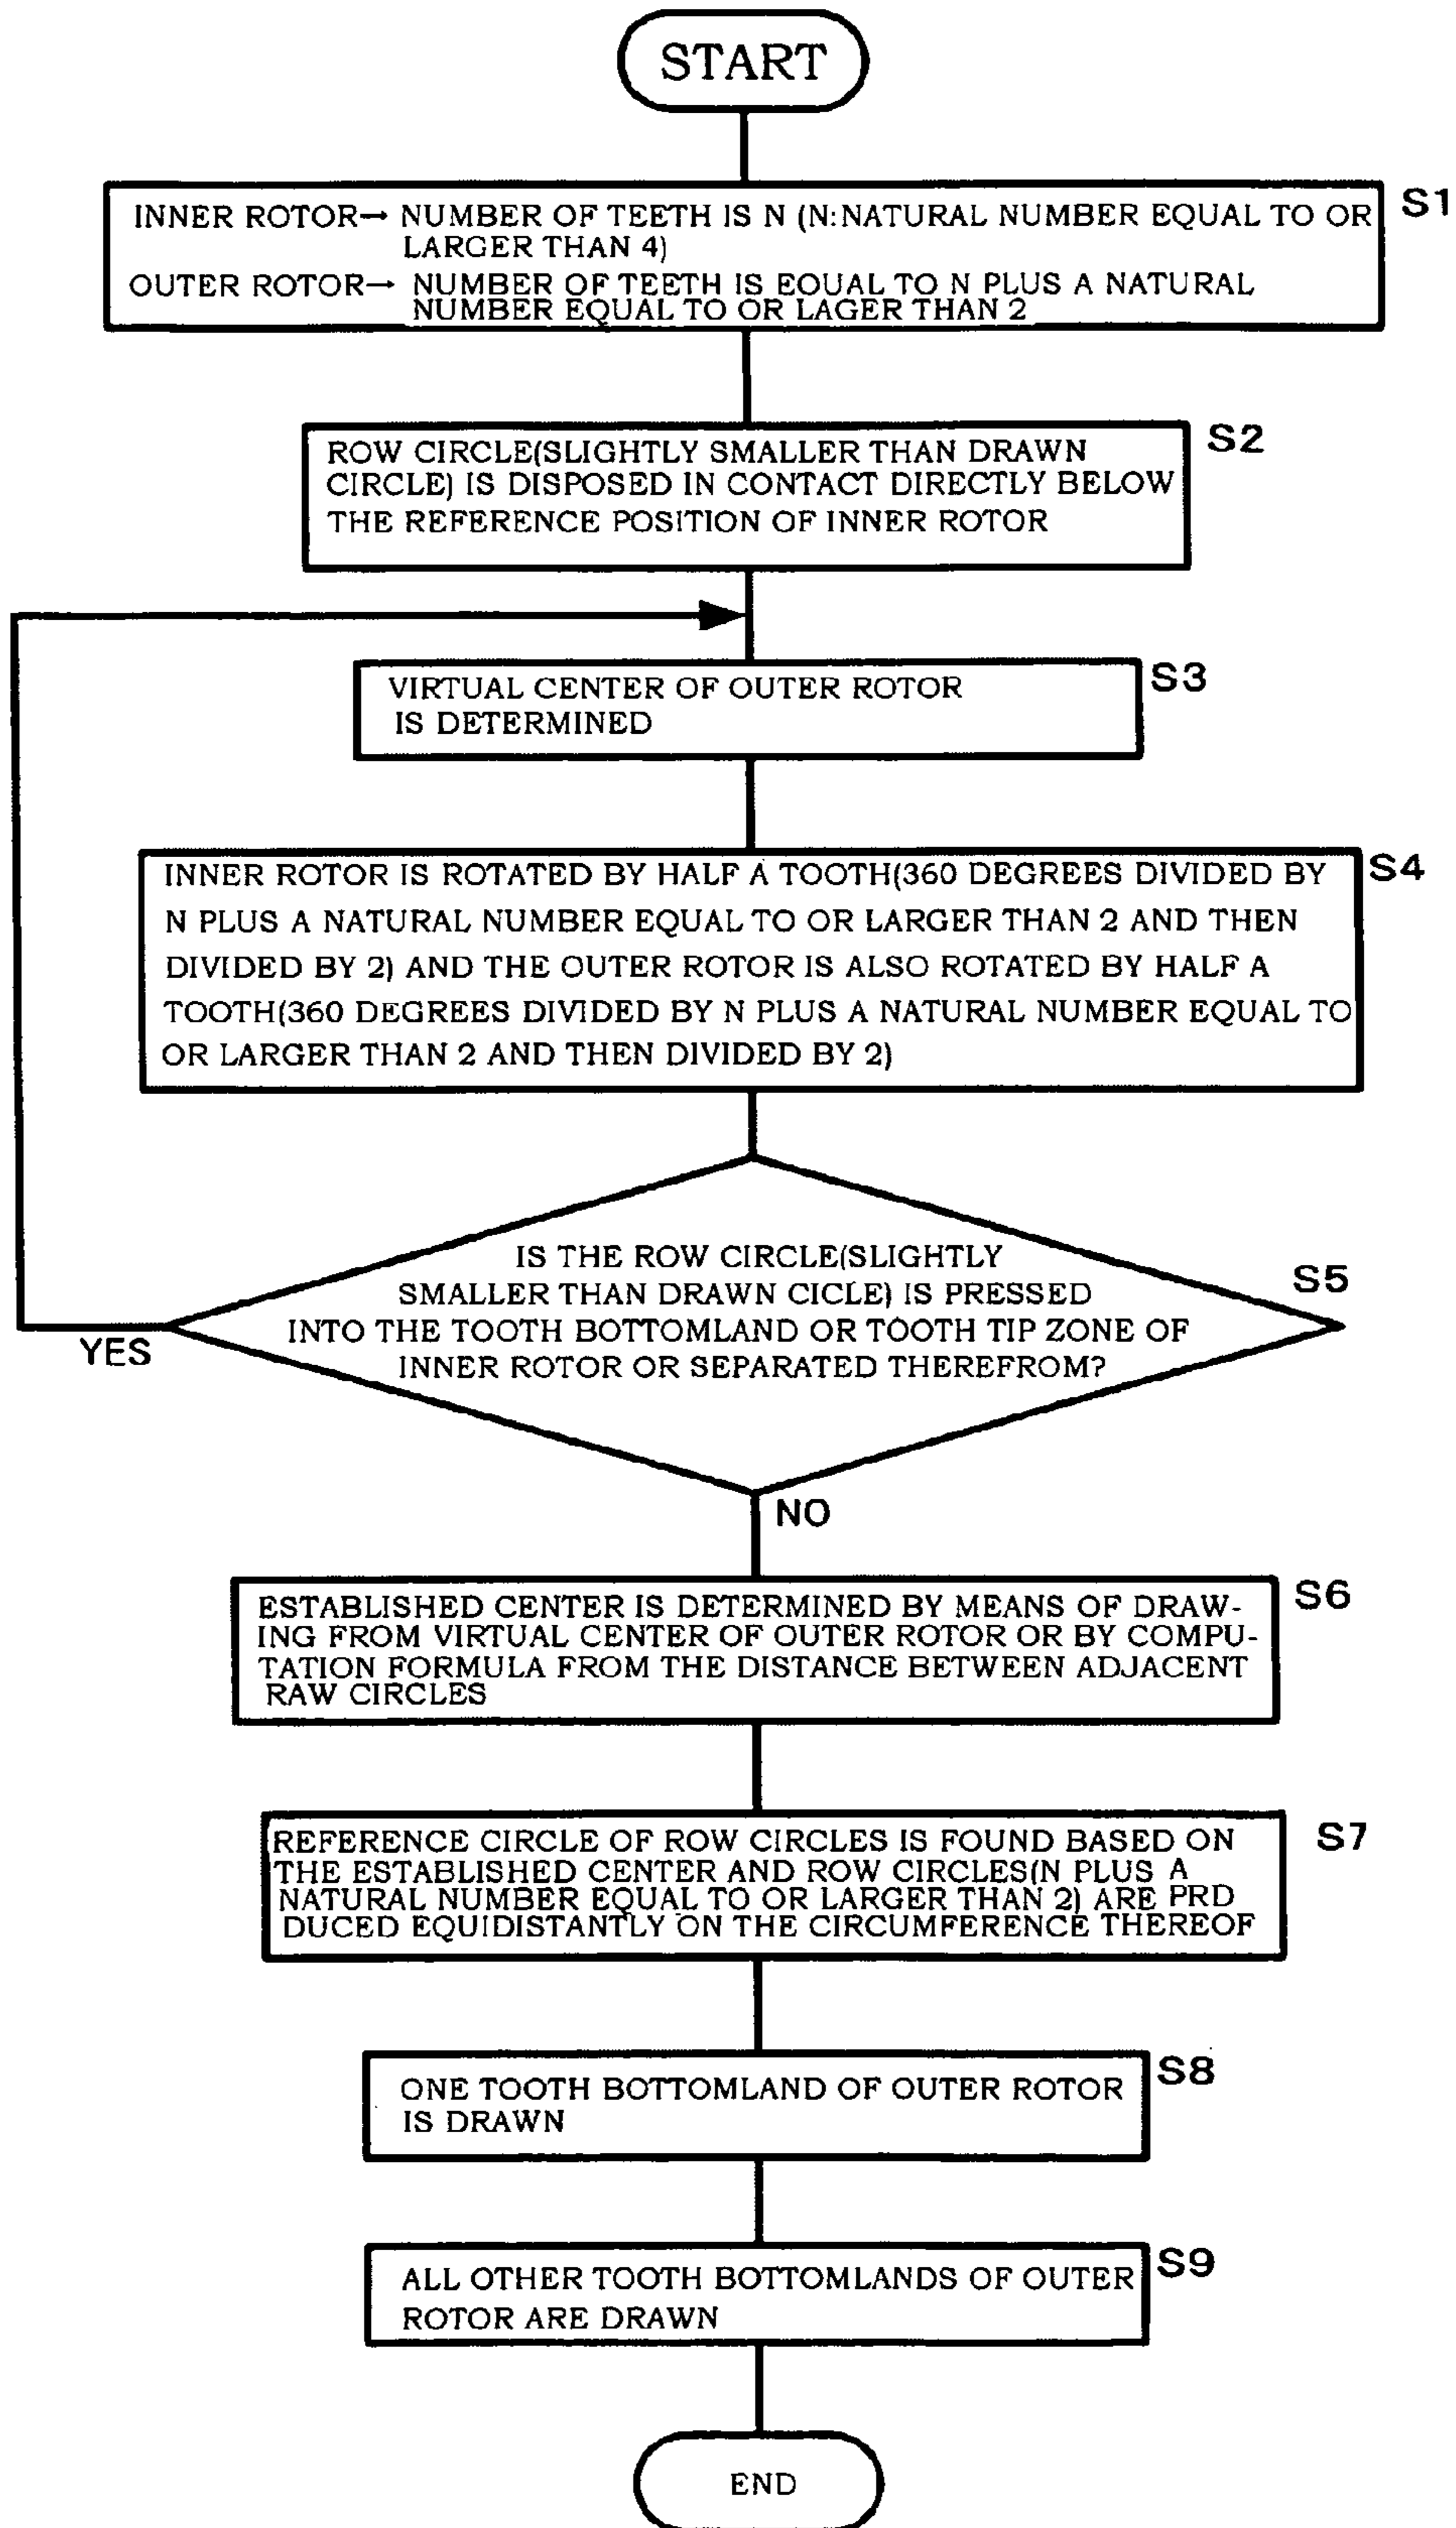 START
S1
INNER ROTOR→ NUMBER OF TEETH IS N (N:NATURAL NUMBER EQUAL TO OR
LARGER THAN 4)
OUTER ROTOR→ NUMBER OF TEETH IS EQUAL TO N PLUS A NATURAL
NUMBER EQUAL TO OR LAGER THAN 2
S2
ROW CIRCLE(SLIGHTLY SMALLER THAN DRAWN
CIRCLE) IS DISPOSED IN CONTACT DIRECTLY BELOW
THE REFERENCE POSITION OF INNER ROTOR
S3
VIRTUAL CENTER OF OUTER ROTOR
IS DETERMINED
S4
INNER ROTOR IS ROTATED BY HALF A TOOTH(360 DEGREES DIVIDED BY
N PLUS A NATURAL NUMBER EQUAL TO OR LARGER THAN 2 AND THEN
DIVIDED BY 2) AND THE OUTER ROTOR IS ALSO ROTATED BY HALF A
TOOTH(360 DEGREES DIVIDED BY N PLUS A NATURAL NUMBER EQUAL TO
OR LARGER THAN 2 AND THEN DIVIDED BY 2)
S5
IS THE ROW CIRCLE(SLIGHTLY
SMALLER THAN DRAWN CICLE) IS PRESSED
INTO THE TOOTH BOTTOMLAND OR TOOTH TIP ZONE OF
INNER ROTOR OR SEPARATED THEREFROM?
YES
NO
S6
ESTABLISHED CENTER IS DETERMINED BY MEANS OF DRAW-
ING FROM VIRTUAL CENTER OF OUTER ROTOR OR BY COMPU-
TATION FORMULA FROM THE DISTANCE BETWEEN ADJACENT
RAW CIRCLES
S7
REFERENCE CIRCLE OF ROW CIRCLES IS FOUND BASED ON
THE ESTABLISHED CENTER AND ROW CIRCLES(N PLUS A
NATURAL NUMBER EQUAL TO OR LARGER THAN 2) ARE PRD
DUCED EQUIDISTANTLY ON THE CIRCUMFERENCE THEREOF
S8
ONE TOOTH BOTTOMLAND OF OUTER ROTOR
IS DRAWN
S9
ALL OTHER TOOTH BOTTOMLANDS OF OUTER
ROTOR ARE DRAWN
END